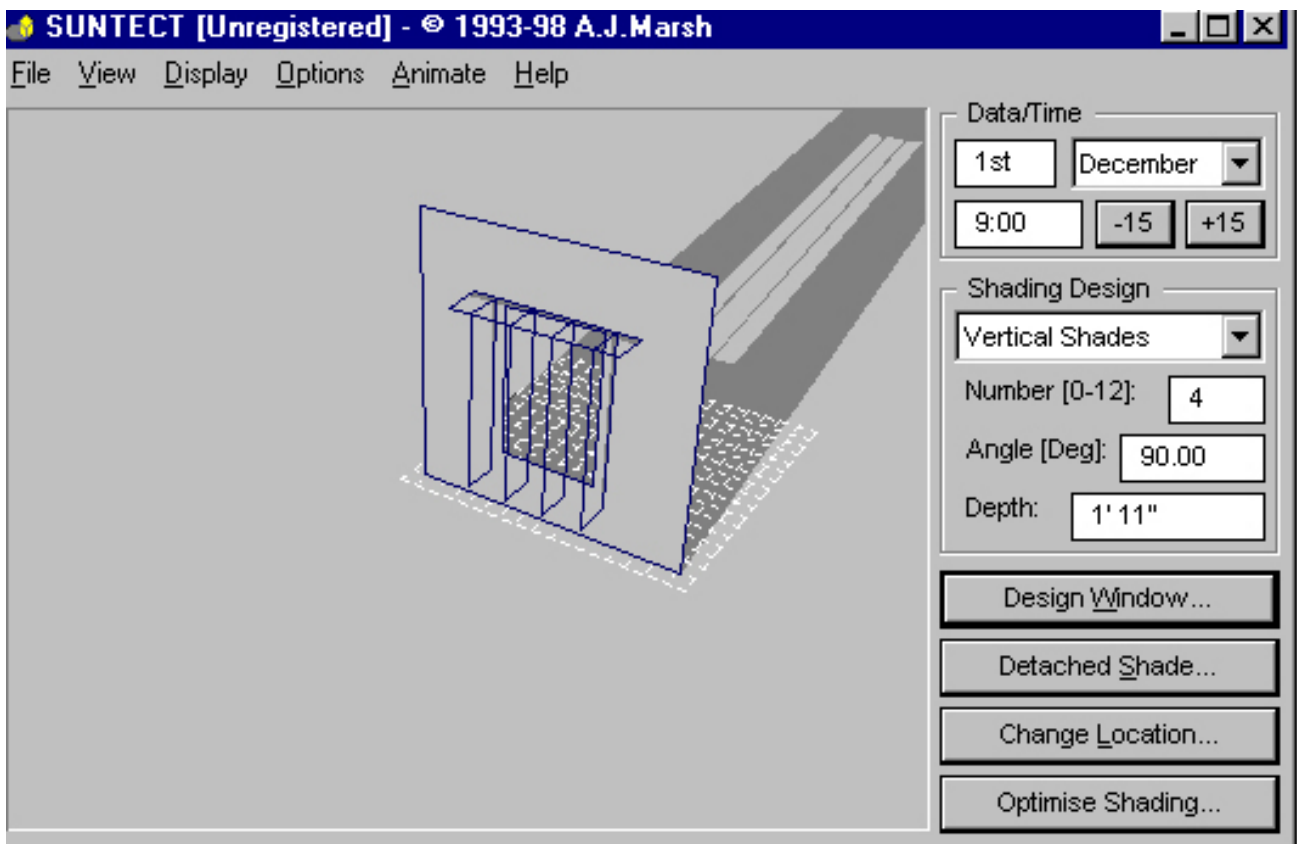 SUNTECT [Unregistered] - © 1993-98 A.J.Marsh
File View Display Options Animate Help
Data/Time
1st December
9:00 -15 +15
Shading Design
Vertical Shades
Number [0-12]: 4
Angle [Deg]: 90.00
Depth: 1' 11"
Design Window...
Detached Shade...
Change Location...
Optimise Shading...